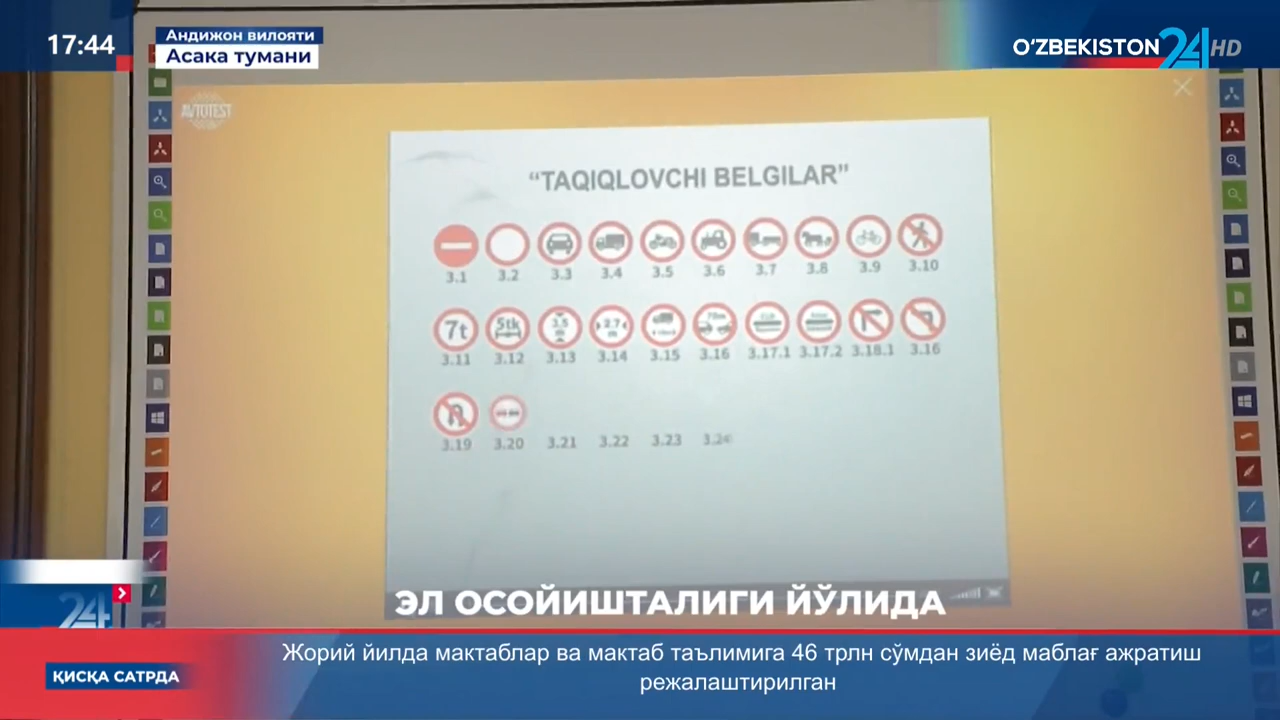 17:44
Андижон вилояти
Асака тумани
O‘ZBEKISTON 24 HD
AVTOTEST
“TAQIQLOVCHI BELGILAR”
3.1 3.2 3.3 3.4 3.5 3.6 3.7 3.8 3.9 3.10
7t 5tk 3,5 m 2.7 m
3.11 3.12 3.13 3.14 3.15 3.16 3.17.1 3.17.2 3.18.1 3.16
3.19 3.20 3.21 3.22 3.23
ЭЛ ОСОЙИШТАЛИГИ ЙЎЛИДА
24
ҚИСҚА САТРДА
Жорий йилда мактаблар ва мактаб таълимига 46 трлн сўмдан зиёд маблағ ажратиш
режалаштирилган